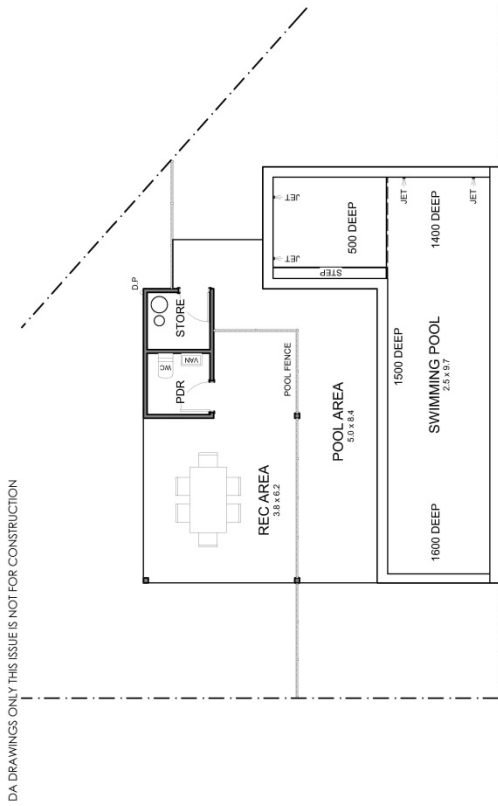 DA DRAWINGS ONLY THIS ISSUE IS NOT FOR CONSTRUCTION
D.P
STORE
WC
VAN
PDR
REC AREA
3.8 x 6.2
POOL FENCE
POOL AREA
5.0 x 8.4
JET
JET
500 DEEP
STEP
JET
JET
1400 DEEP
1500 DEEP
SWIMMING POOL
2.5 x 9.7
1600 DEEP